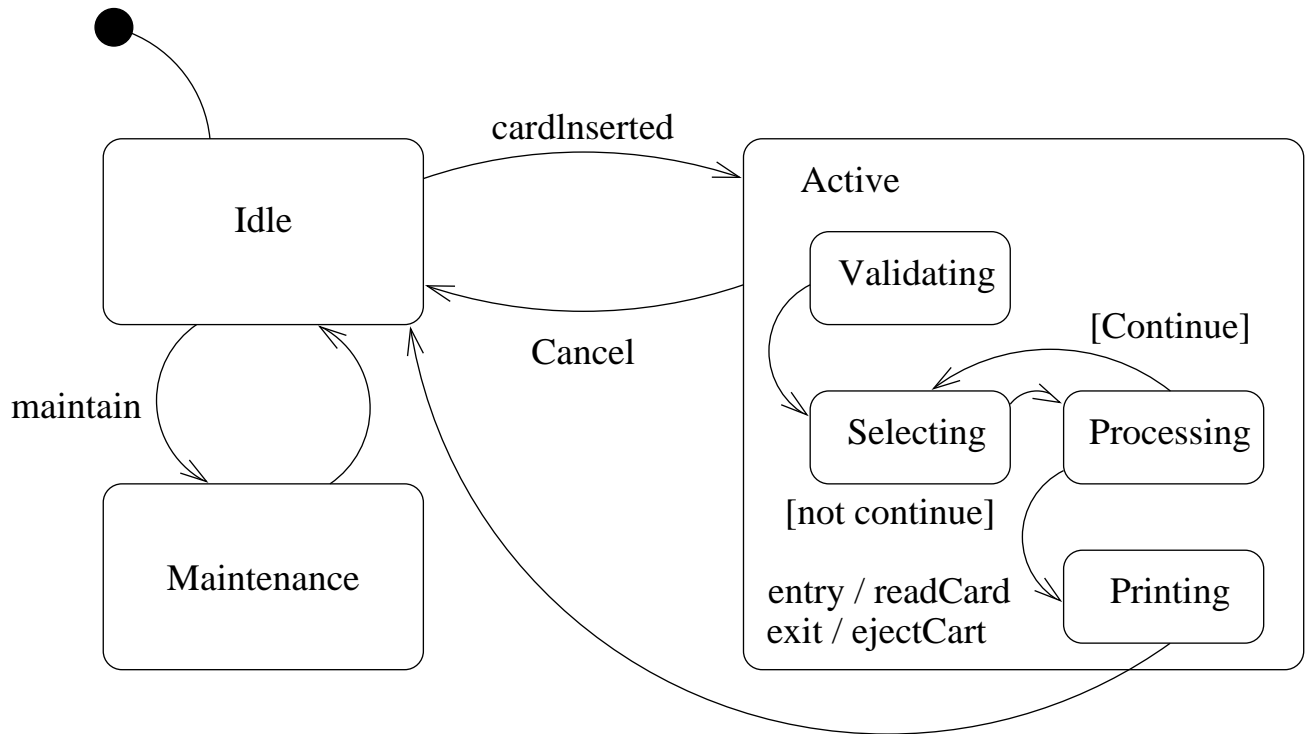 cardInserted
Active
Idle
Validating
[Continue]
Cancel
maintain
Selecting
Processing
[not continue]
Maintenance
entry / readCard
Printing
exit / ejectCart